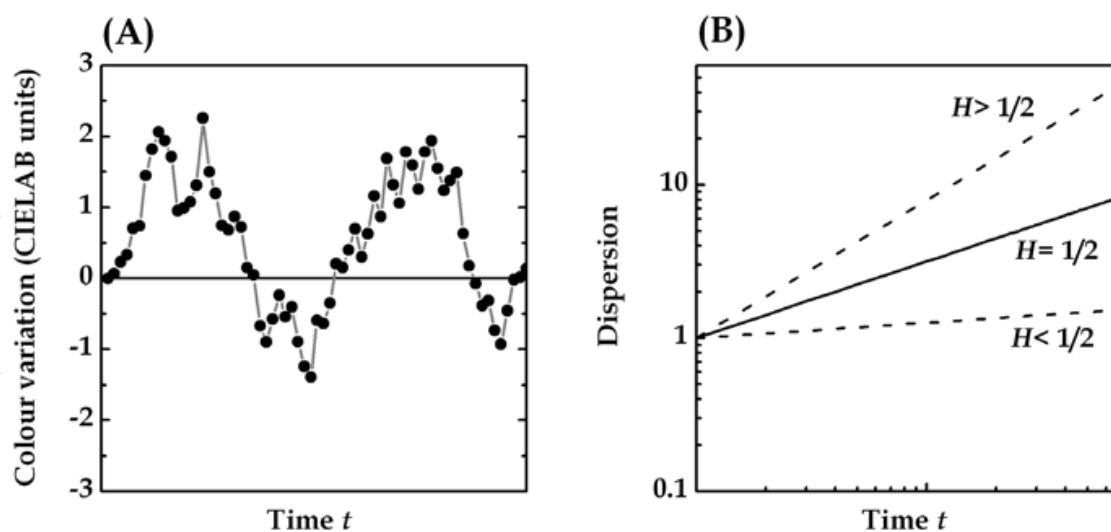 (A)
3
2
1
0
-1
-2
-3
Colour variation (CIELAB units)
Time t
(B)
10
1
0.1
Dispersion
H> 1/2
H= 1/2
H< 1/2
Time t